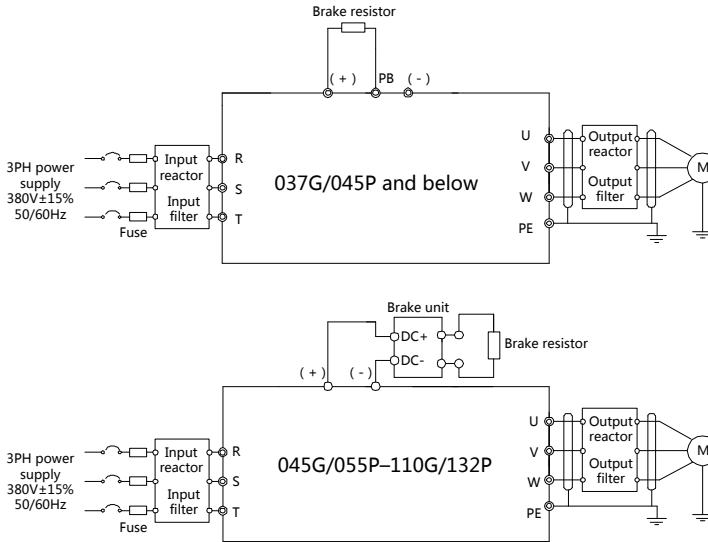 Brake resistor
( + )
PB
( - )
3PH power
supply
380V±15%
50/60Hz
Fuse
Input
reactor
Input
filter
R
S
T
037G/045P and below
U
V
W
PE
Output
reactor
Output
filter
M
Brake unit
DC+
DC-
Brake resistor
( + )
( - )
3PH power
supply
380V±15%
50/60Hz
Fuse
Input
reactor
Input
filter
R
S
T
045G/055P–110G/132P
U
V
W
PE
Output
reactor
Output
filter
M